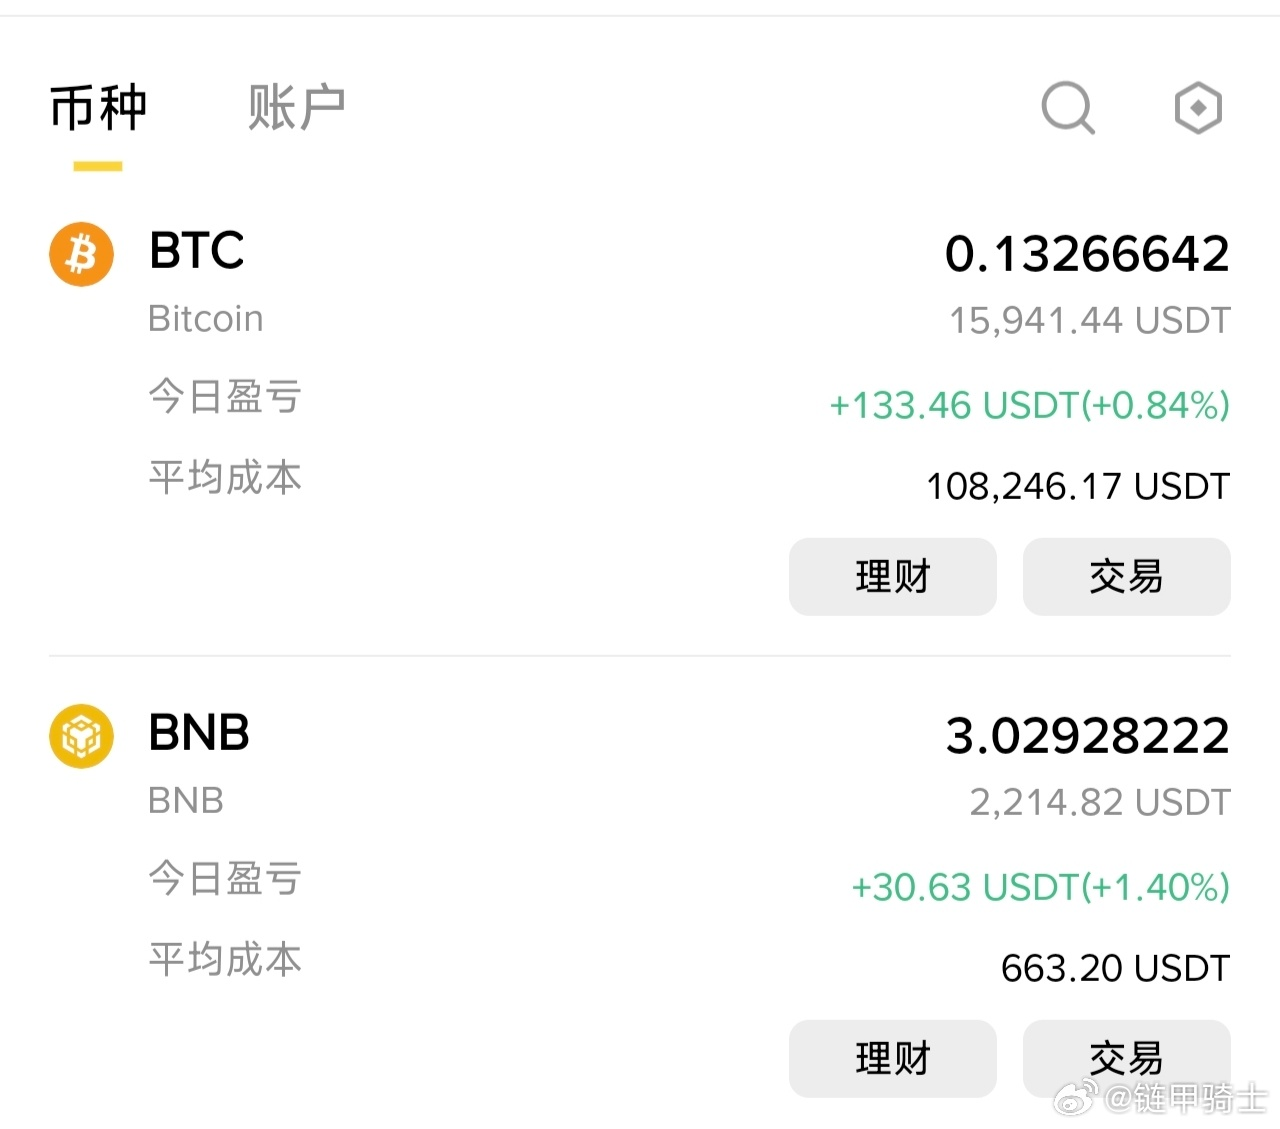 币种 账户
BTC 0.13266642
Bitcoin 15,941.44 USDT
今日盈亏 +133.46 USDT(+0.84%)
平均成本 108,246.17 USDT
理财 交易
BNB 3.02928222
BNB 2,214.82 USDT
今日盈亏 +30.63 USDT(+1.40%)
平均成本 663.20 USDT
理财 交易
@链甲骑士